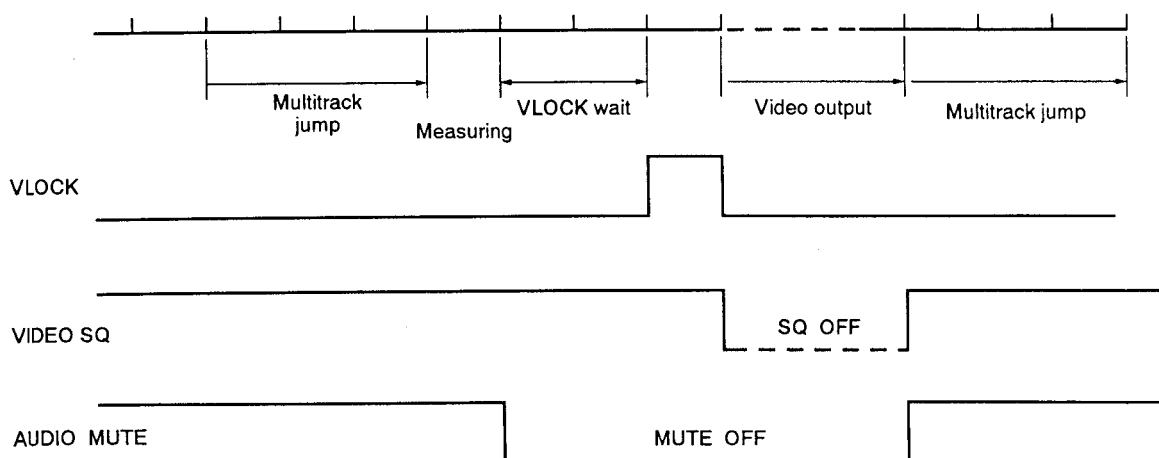 Multitrack
jump
Measuring
VLOCK wait
Video output
Multitrack jump
VLOCK
VIDEO SQ
SQ OFF
AUDIO MUTE
MUTE OFF